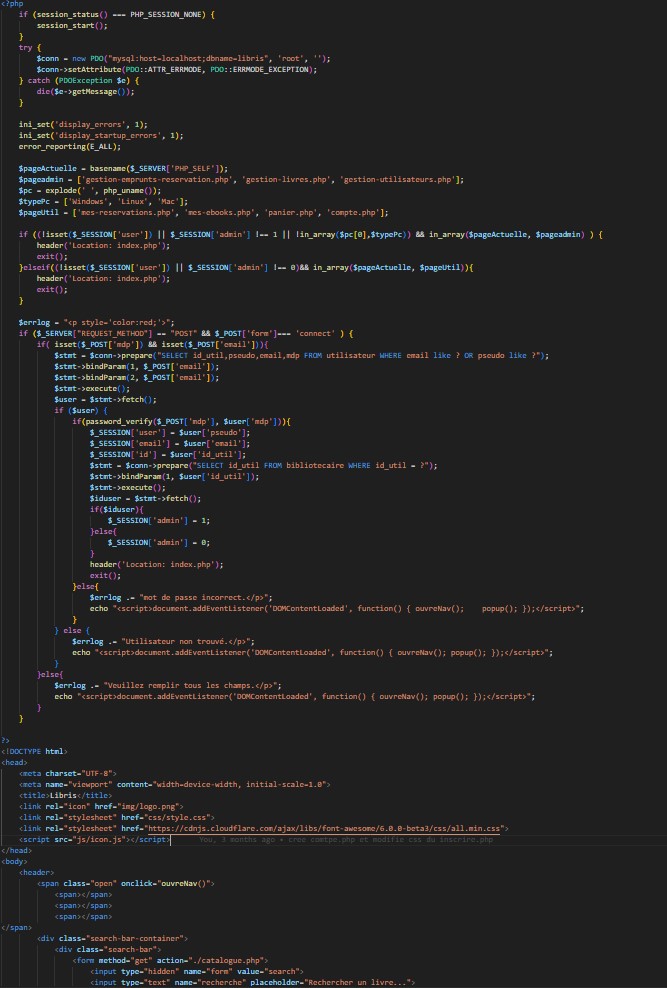 <?php
if (session_status() === PHP_SESSION_NONE) {
session_start();
}
try {
$conn = new PDO("mysql:host=localhost;dbname=libris", 'root', '');
$conn->setAttribute(PDO::ATTR_ERRMODE, PDO::ERRMODE_EXCEPTION);
} catch (PDOException $e) {
die($e->getMessage());
}
ini_set('display_errors', 1);
ini_set('display_startup_errors', 1);
error_reporting(E_ALL);
$pageActuelle = basename($_SERVER['PHP_SELF']);
$pageadmin = ['gestion-emprunts-reservation.php', 'gestion-livres.php', 'gestion-utilisateurs.php'];
$pc = explode(' ', php_uname());
$typePc = ['Windows', 'Linux', 'Mac'];
$pageUtil = ['mes-reservations.php', 'mes-ebooks.php', 'panier.php', 'compte.php'];
if ((!isset($_SESSION['user']) || $_SESSION['admin'] !== 1 || !in_array($pc[0],$typePc)) && in_array($pageActuelle, $pageadmin) ) {
header('Location: index.php');
exit();
}elseif((!isset($_SESSION['user']) || $_SESSION['admin'] !== 0)&& in_array($pageActuelle, $pageUtil)){
header('Location: index.php');
exit();
}
$errlog = "<p style='color:red;'>";
if ($_SERVER["REQUEST_METHOD"] == "POST" && $_POST['form']=== 'connect' ) {
if( isset($_POST['mdp']) && isset($_POST['email'])){
$stmt = $conn->prepare("SELECT id_util,pseudo,email,mdp FROM utilisateur WHERE email like ? OR pseudo like ?");
$stmt->bindParam(1, $_POST['email']);
$stmt->bindParam(2, $_POST['email']);
$stmt->execute();
$user = $stmt->fetch();
if ($user) {
if(password_verify($_POST['mdp'], $user['mdp'])){
$_SESSION['user'] = $user['pseudo'];
$_SESSION['email'] = $user['email'];
$_SESSION['id'] = $user['id_util'];
$stmt = $conn->prepare("SELECT id_util FROM bibliotecaire WHERE id_util = ?");
$stmt->bindParam(1, $user['id_util']);
$stmt->execute();
$iduser = $stmt->fetch();
if($iduser){
$_SESSION['admin'] = 1;
}else{
$_SESSION['admin'] = 0;
}
header('Location: index.php');
exit();
}else{
$errlog .= "mot de passe incorrect.</p>";
echo "<script>document.addEventListener('DOMContentLoaded', function() { ouvreNav();    popup(); });</script>";
}
} else {
$errlog .= "Utilisateur non trouvé.</p>";
echo "<script>document.addEventListener('DOMContentLoaded', function() { ouvreNav(); popup(); });</script>";
}
}else{
$errlog .= "Veuillez remplir tous les champs.</p>";
echo "<script>document.addEventListener('DOMContentLoaded', function() { ouvreNav(); popup(); });</script>";
}
}
?>
<!DOCTYPE html>
<head>
<meta charset="UTF-8">
<meta name="viewport" content="width=device-width, initial-scale=1.0">
<title>Libris</title>
<link rel="icon" href="img/logo.png">
<link rel="stylesheet" href="css/style.css">
<link rel="stylesheet" href="https://cdnjs.cloudflare.com/ajax/libs/font-awesome/6.0.0-beta3/css/all.min.css">
<script src="js/icon.js"></script> You, 3 months ago • cree comtpe.php et modifie css du inscrire.php
</head>
<body>
<header>
<span class="open" onclick="ouvreNav()">
<span></span>
<span></span>
<span></span>
</span>
<div class="search-bar-container">
<div class="search-bar">
<form method="get" action="./catalogue.php">
<input type="hidden" name="form" value="search">
<input type="text" name="recherche" placeholder="Rechercher un livre...">